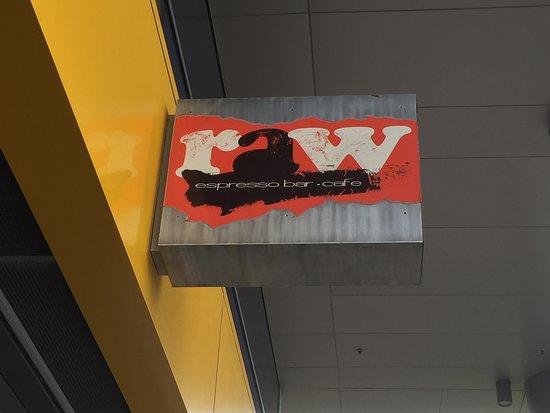 raw
espresso bar . cafe